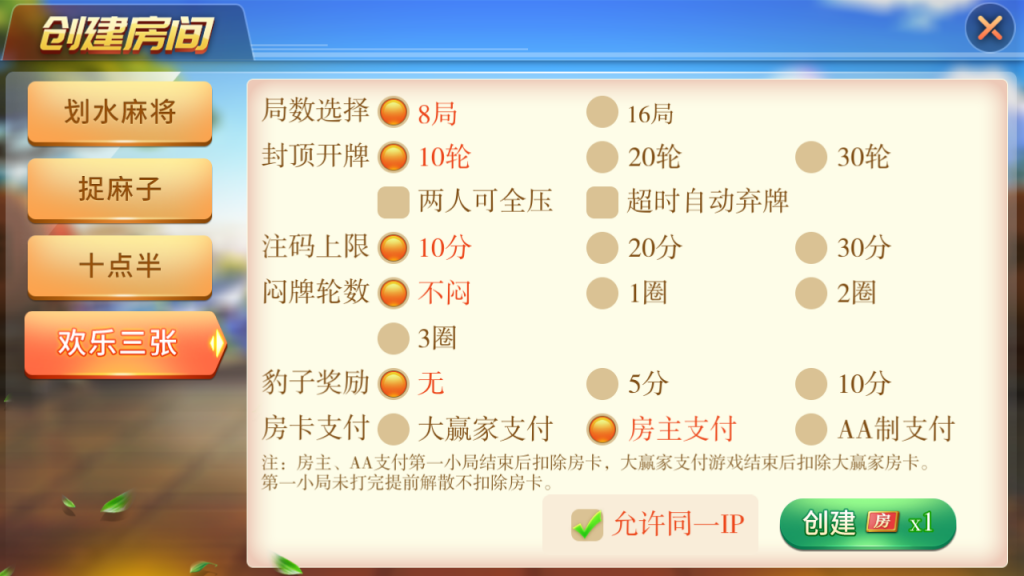 创建房间
划水麻将
捉麻子
十点半
欢乐三张
局数选择 8局 16局
封顶开牌 10轮 20轮 30轮
两人可全压 超时自动弃牌
注码上限 10分 20分 30分
闷牌轮数 不闷 1圈 2圈
3圈
豹子奖励 无 5分 10分
房卡支付 大赢家支付 房主支付 AA制支付
注：房主、AA支付第一小局结束后扣除房卡，大赢家支付游戏结束后扣除大赢家房卡。
第一小局未打完提前解散不扣除房卡。
允许同一IP
创建 房 x1